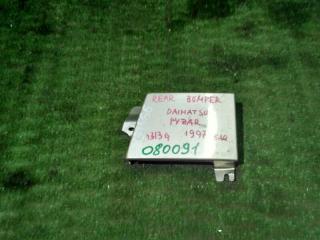 REAR BUMPER
DAIHATSU
PYZAR
1997
080091